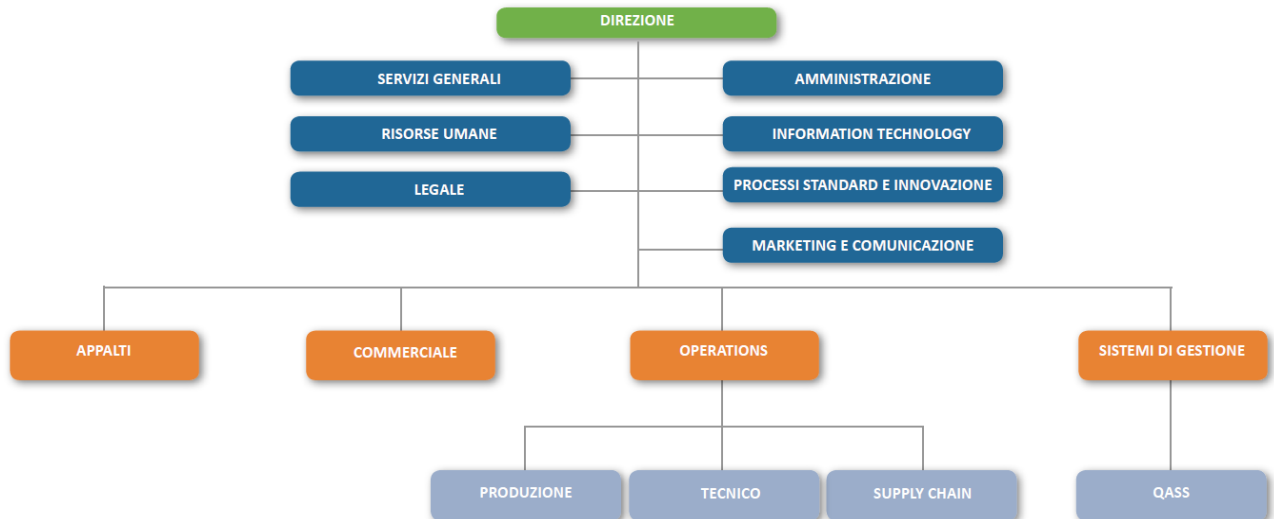 DIREZIONE
SERVIZI GENERALI
AMMINISTRAZIONE
RISORSE UMANE
INFORMATION TECHNOLOGY
LEGALE
PROCESSI STANDARD E INNOVAZIONE
MARKETING E COMUNICAZIONE
APPALTI
COMMERCIALE
OPERATIONS
SISTEMI DI GESTIONE
PRODUZIONE
TECNICO
SUPPLY CHAIN
QASS